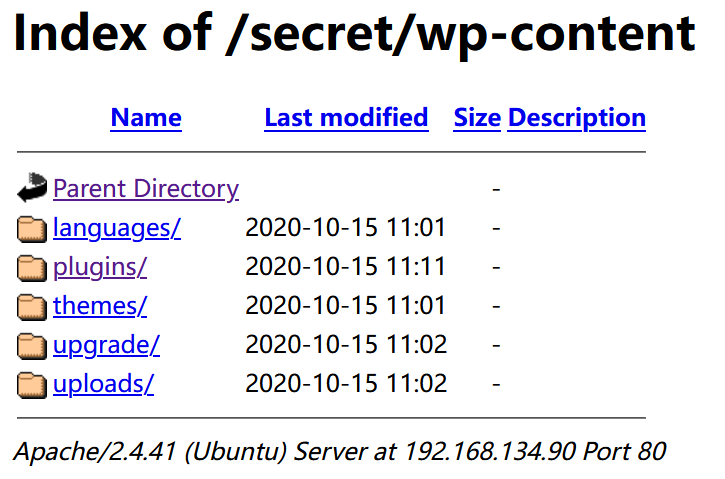 Index of /secret/wp-content
Name Last modified Size Description
Parent Directory -
languages/ 2020-10-15 11:01 -
plugins/ 2020-10-15 11:11 -
themes/ 2020-10-15 11:01 -
upgrade/ 2020-10-15 11:02 -
uploads/ 2020-10-15 11:02 -
Apache/2.4.41 (Ubuntu) Server at 192.168.134.90 Port 80